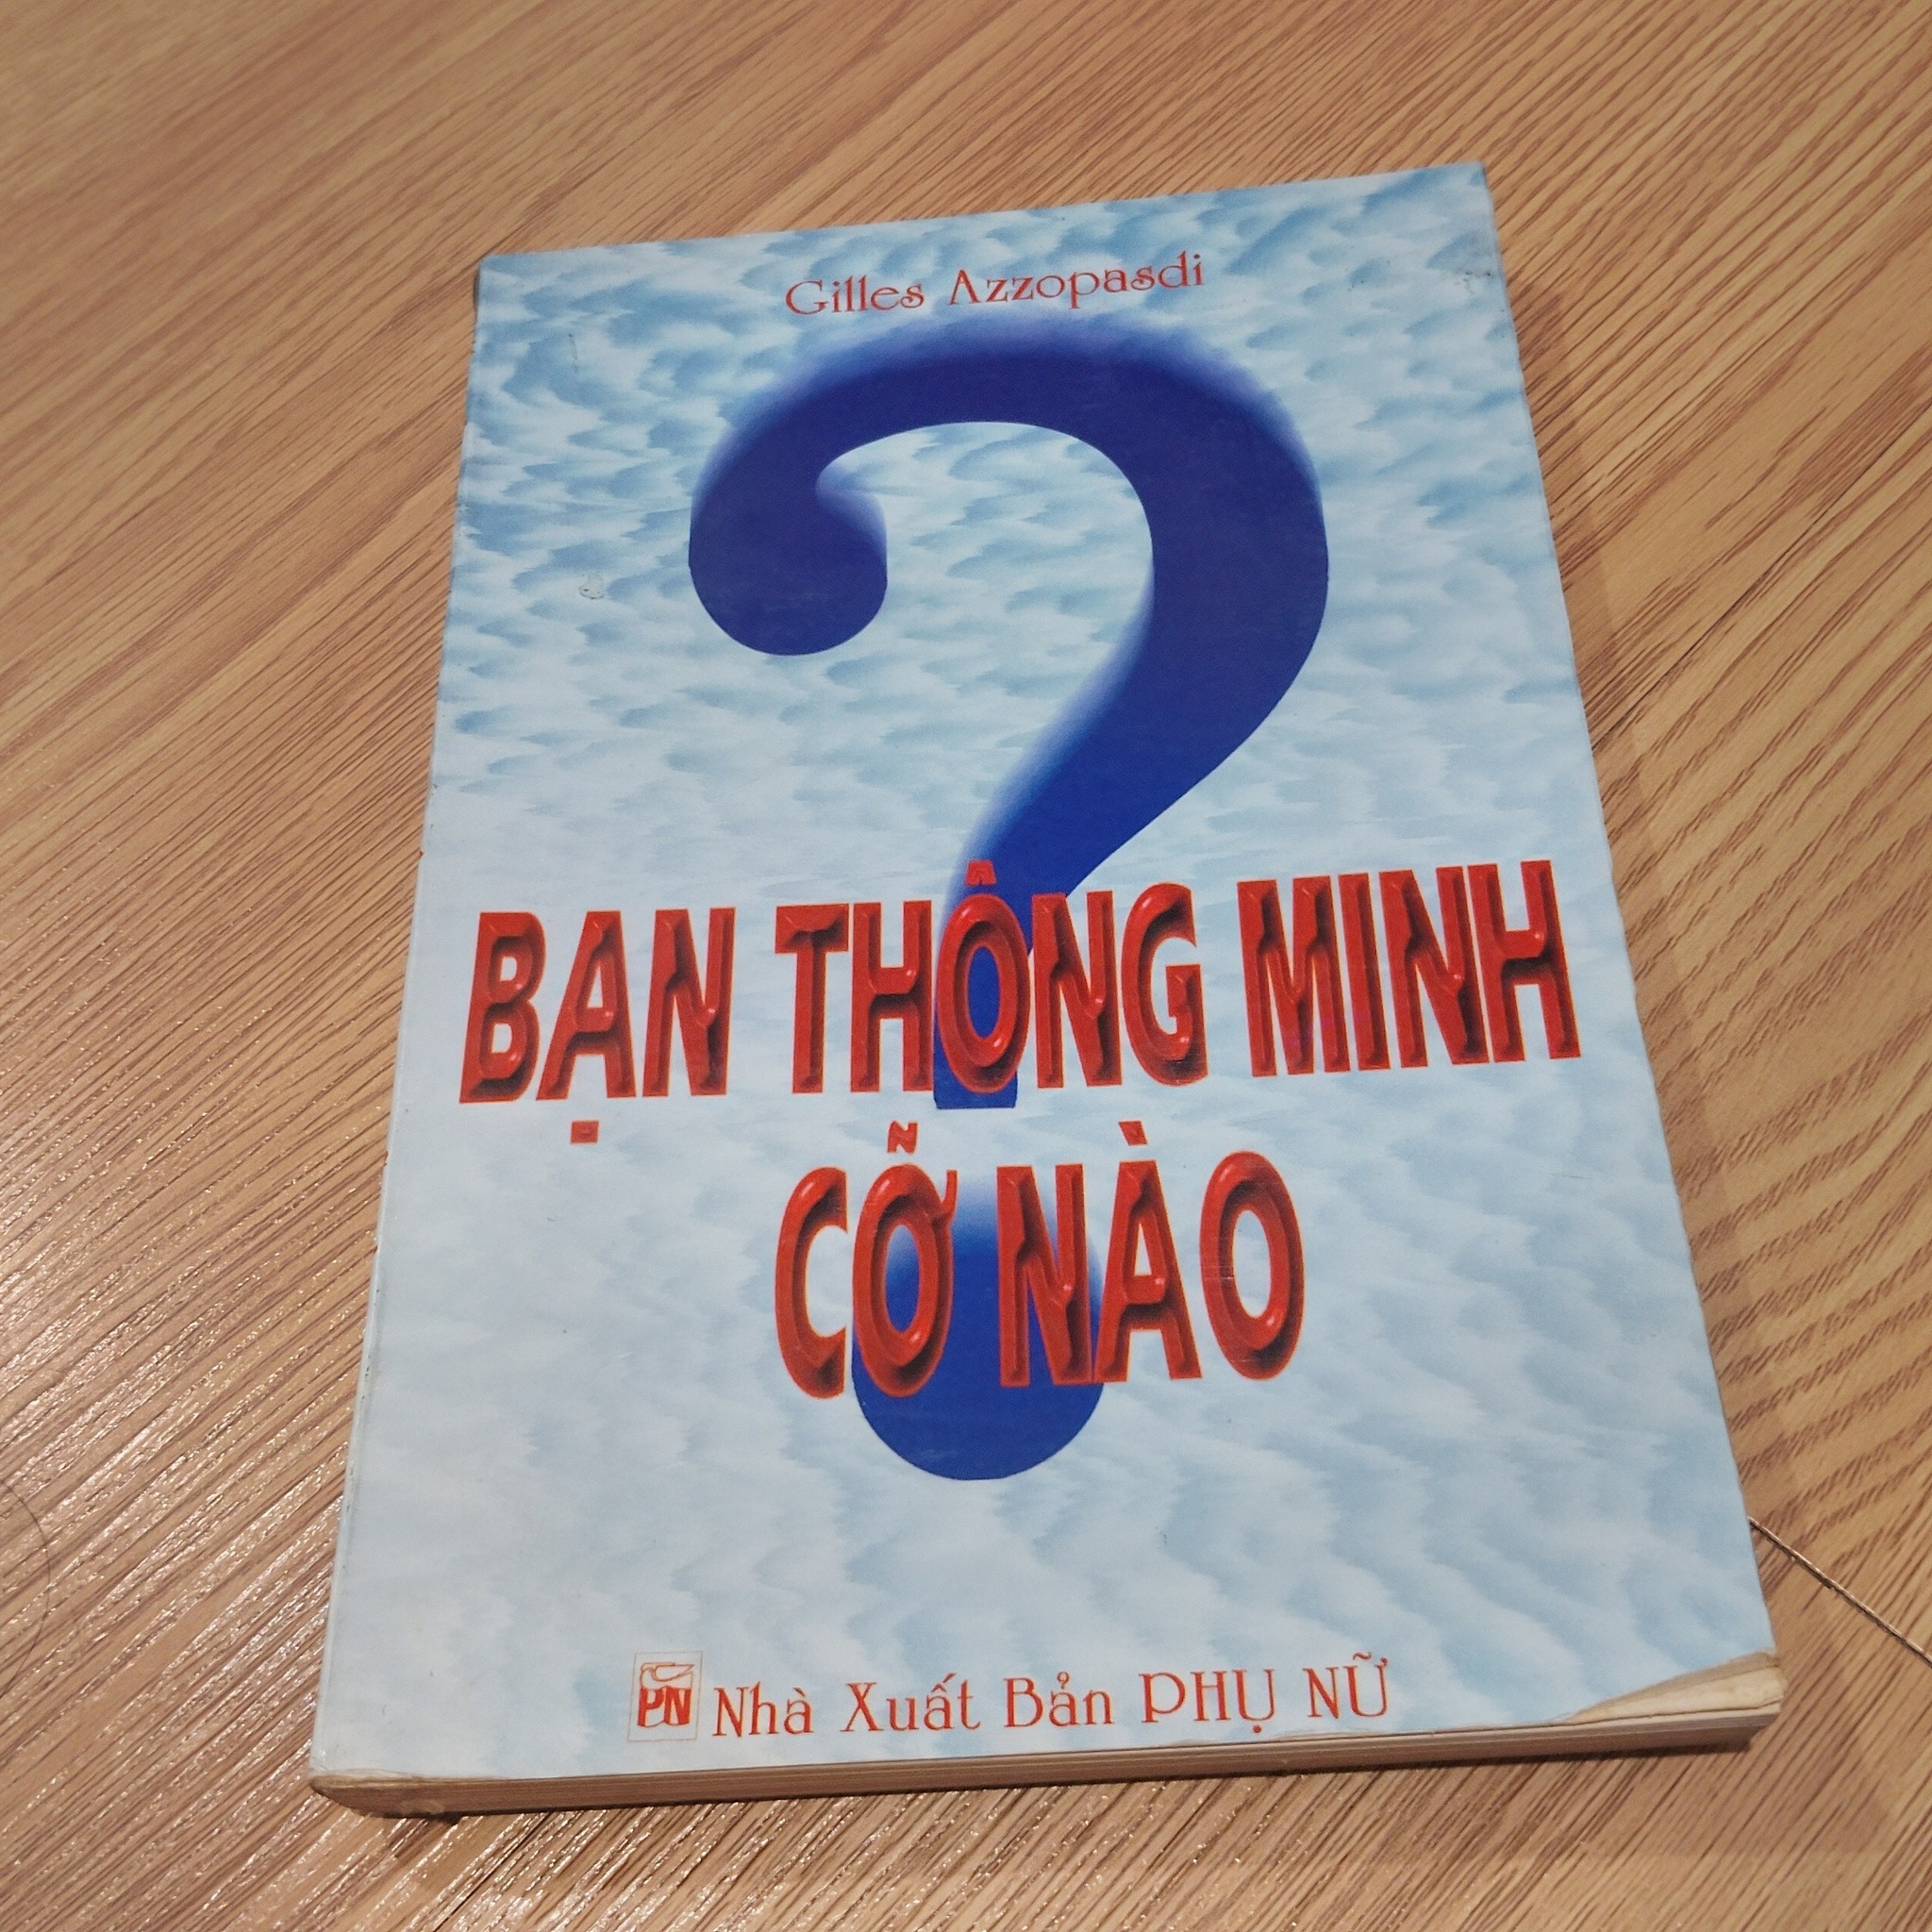 Gilles Azzopasdi
?
BẠN THÔNG MINH
CỠ NÀO
PN Nhà Xuất Bản PHỤ NỮ